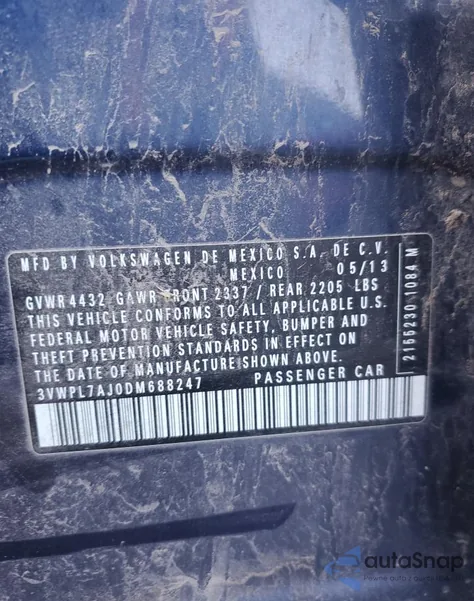 MFD BY VOLKSWAGEN DE MEXICO S.A. DE C.V.
MEXICO 05/13
GVWR 4432 GAWR FRONT 2337 / REAR 2205 LBS
THIS VEHICLE CONFORMS TO ALL APPLICABLE U.S.
FEDERAL MOTOR VEHICLE SAFETY, BUMPER AND
THEFT PREVENTION STANDARDS IN EFFECT ON
THE DATE OF MANUFACTURE SHOWN ABOVE.
3VWPL7AJ0DM688247 PASSENGER CAR
2155230 1084 M
autoSnap